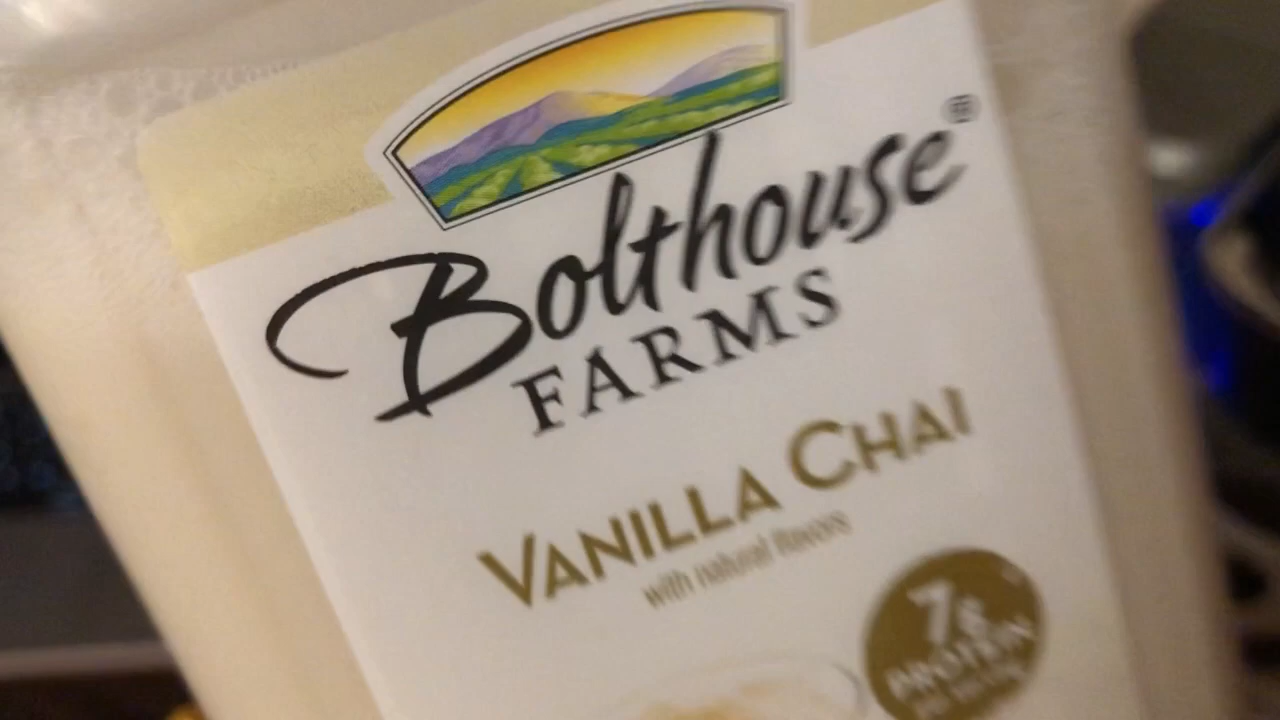 Bolthouse®
FARMS
VANILLA CHAI
with natural flavors
7g
PROTEIN